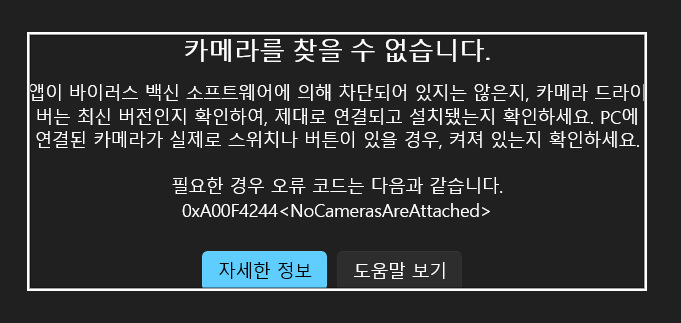 카메라를 찾을 수 없습니다.
앱이 바이러스 백신 소프트웨어에 의해 차단되어 있지는 않은지, 카메라 드라이
버는 최신 버전인지 확인하여, 제대로 연결되고 설치됐는지 확인하세요. PC에
연결된 카메라가 실제로 스위치나 버튼이 있을 경우, 켜져 있는지 확인하세요.
필요한 경우 오류 코드는 다음과 같습니다.
0xA00F4244<NoCamerasAreAttached>
자세한 정보
도움말 보기